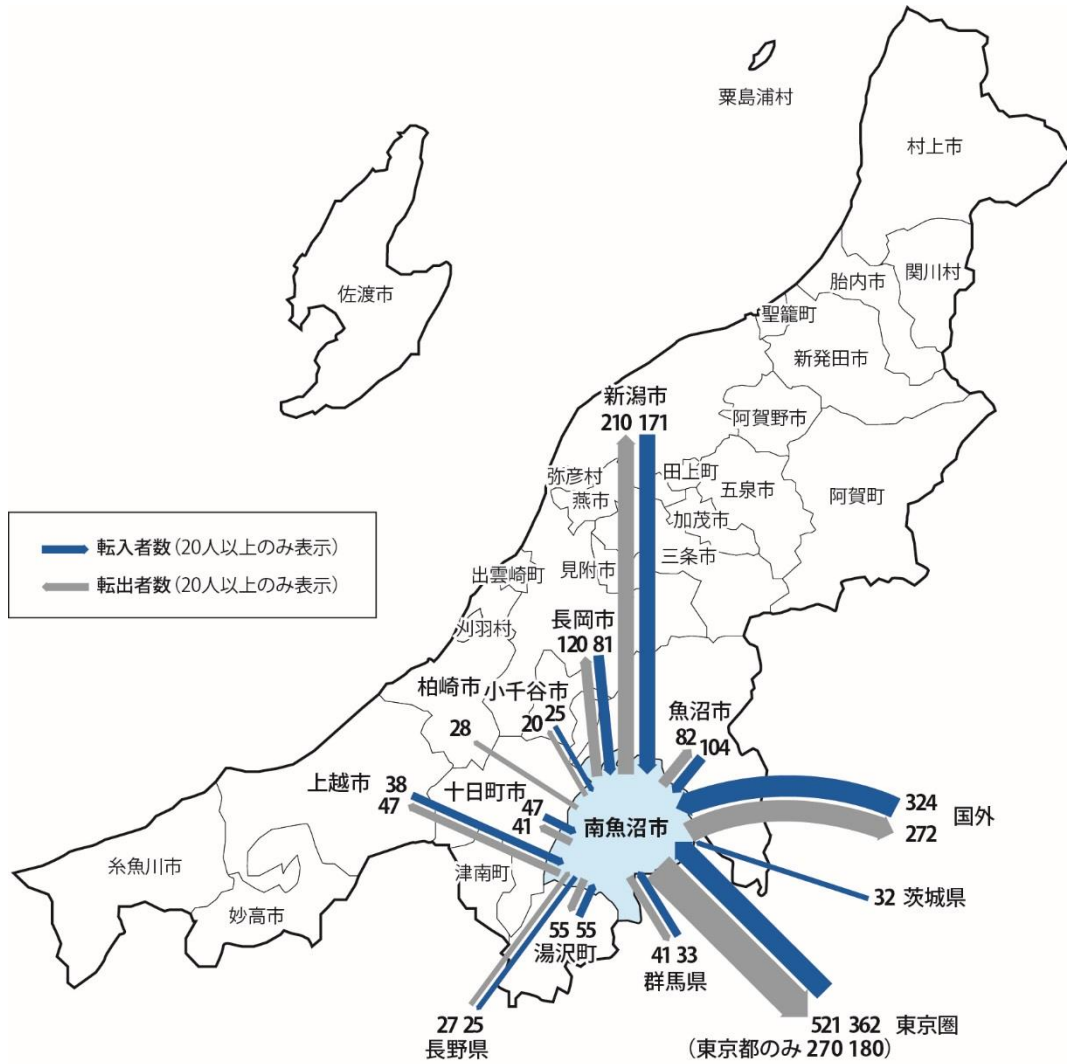 粟島浦村
村上市
関川村
胎内市
佐渡市
聖籠町
新発田市
新潟市
210 171
阿賀野市
弥彦村
田上町
五泉市
阿賀町
燕市
加茂市
転入者数（20人以上のみ表示）
転出者数（20人以上のみ表示）
三条市
見附市
出雲崎町
長岡市
120 81
刈羽村
柏崎市
28
小千谷市
20 25
魚沼市
82 104
上越市
38
47
十日町市
47
41
南魚沼市
324
272
国外
糸魚川市
津南町
妙高市
32 茨城県
55 55
湯沢町
41 33
群馬県
27 25
長野県
521 362 東京圏
（東京都のみ 270 180）